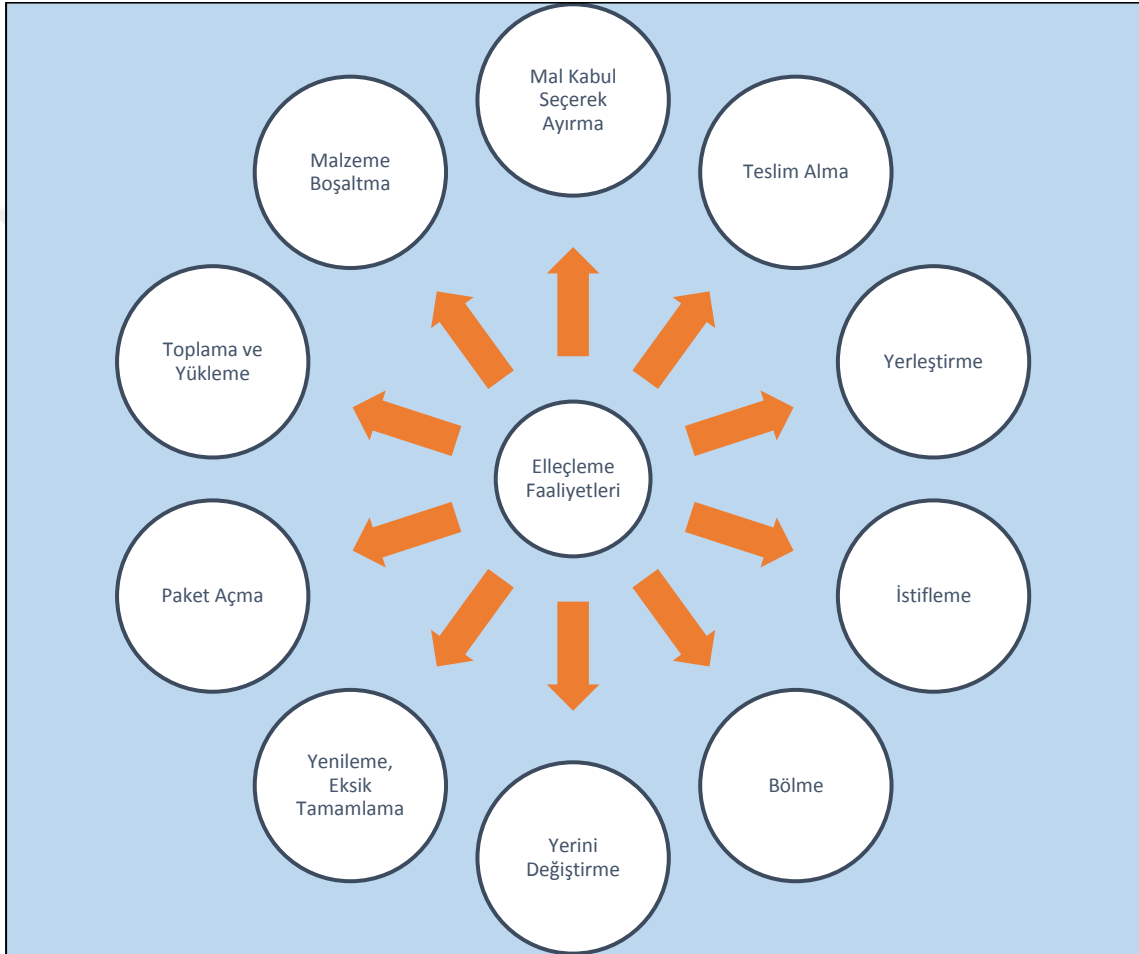 Mal Kabul
Seçerek
Ayırma
Teslim Alma
Yerleştirme
İstifleme
Bölme
Yerini
Değiştirme
Yenileme,
Eksik
Tamamlama
Paket Açma
Toplama ve
Yükleme
Malzeme
Boşaltma
Elleçleme
Faaliyetleri